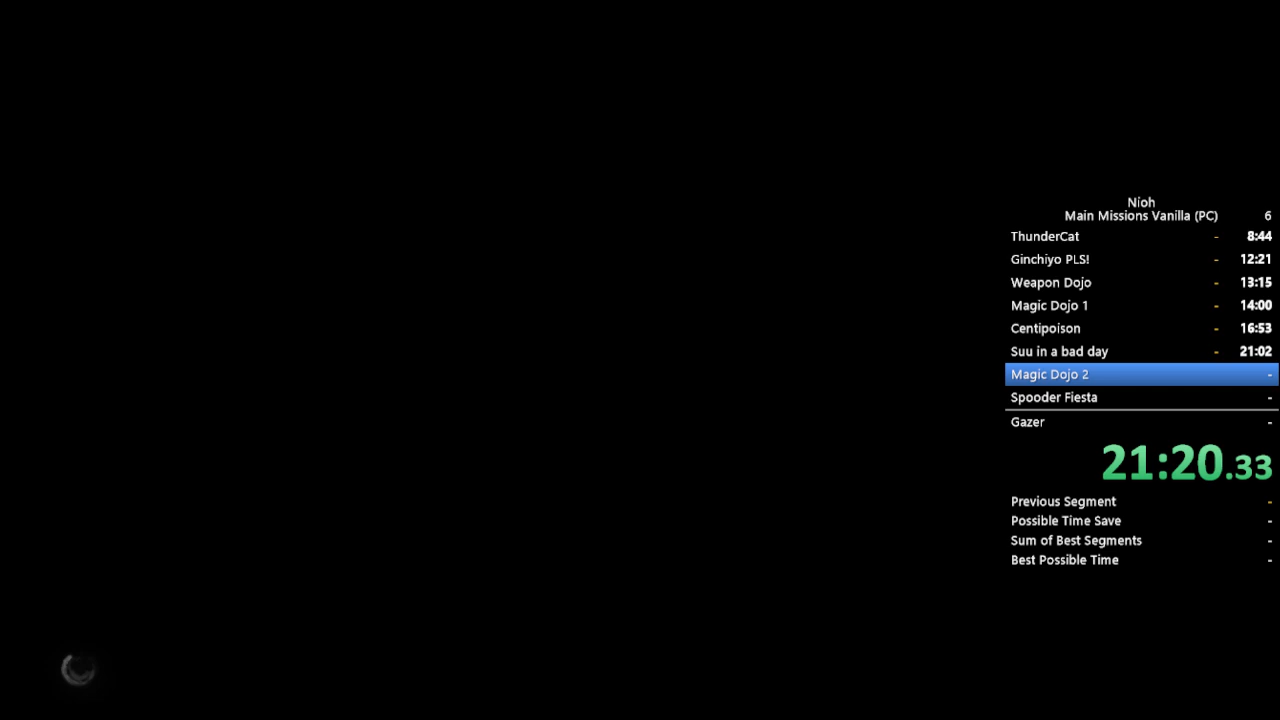 Nioh
Main Missions Vanilla (PC) 6
ThunderCat - 8:44
Ginchiyo PLS! - 12:21
Weapon Dojo - 13:15
Magic Dojo 1 - 14:00
Centipoison - 16:53
Suu in a bad day - 21:02
Magic Dojo 2 -
Spooder Fiesta -
Gazer -
21:20.33
Previous Segment -
Possible Time Save -
Sum of Best Segments -
Best Possible Time -